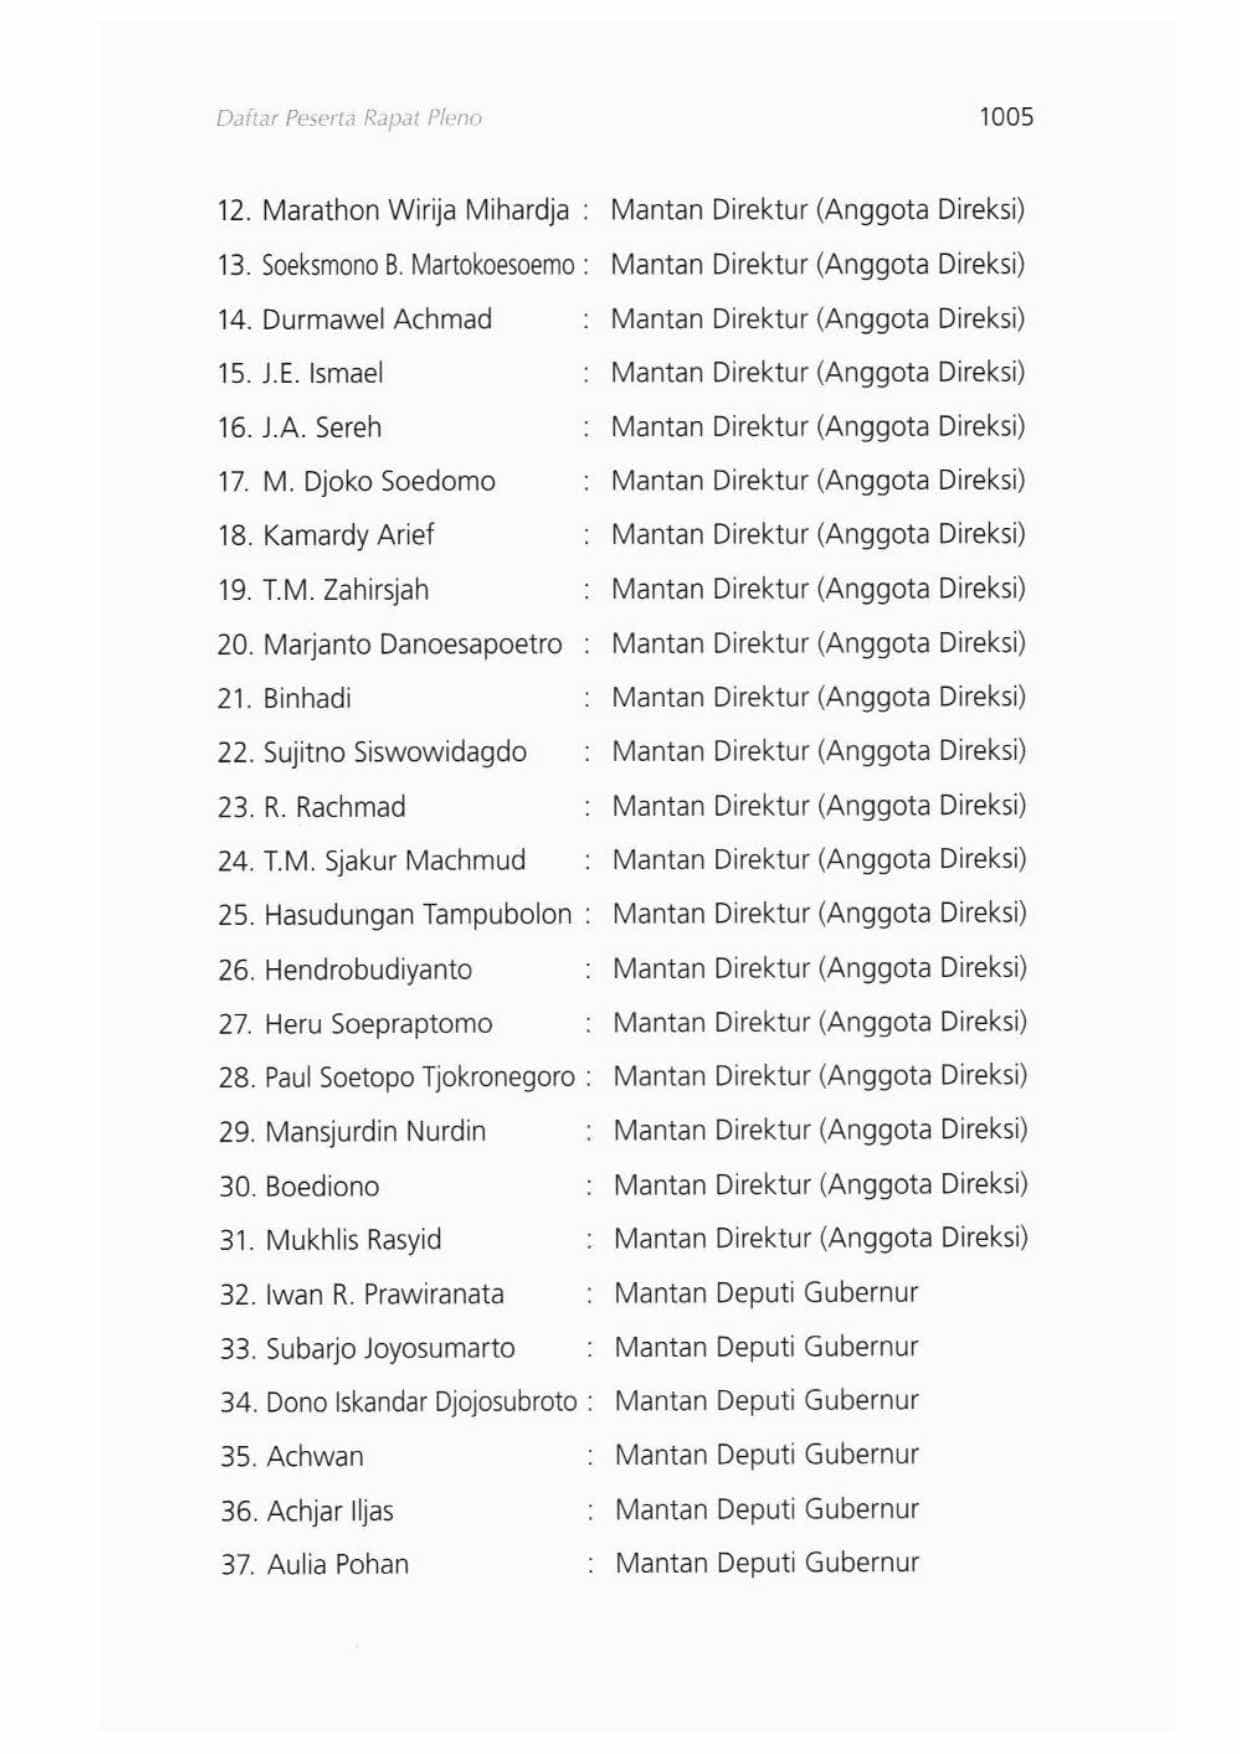 Daftar Peserta Rapat Pleno 1005
12. Marathon Wirija Mihardja : Mantan Direktur (Anggota Direksi)
13. Soeksmono B. Martokoesoemo : Mantan Direktur (Anggota Direksi)
14. Durmawel Achmad : Mantan Direktur (Anggota Direksi)
15. J.E. Ismael : Mantan Direktur (Anggota Direksi)
16. J.A. Sereh : Mantan Direktur (Anggota Direksi)
17. M. Djoko Soedomo : Mantan Direktur (Anggota Direksi)
18. Kamardy Arief : Mantan Direktur (Anggota Direksi)
19. T.M. Zahirsjah : Mantan Direktur (Anggota Direksi)
20. Marjanto Danoesapoetro : Mantan Direktur (Anggota Direksi)
21. Binhadi : Mantan Direktur (Anggota Direksi)
22. Sujitno Siswowidagdo : Mantan Direktur (Anggota Direksi)
23. R. Rachmad : Mantan Direktur (Anggota Direksi)
24. T.M. Sjakur Machmud : Mantan Direktur (Anggota Direksi)
25. Hasudungan Tampubolon : Mantan Direktur (Anggota Direksi)
26. Hendrobudiyanto : Mantan Direktur (Anggota Direksi)
27. Heru Soepraptomo : Mantan Direktur (Anggota Direksi)
28. Paul Soetopo Tjokronegoro : Mantan Direktur (Anggota Direksi)
29. Mansjurdin Nurdin : Mantan Direktur (Anggota Direksi)
30. Boediono : Mantan Direktur (Anggota Direksi)
31. Mukhlis Rasyid : Mantan Direktur (Anggota Direksi)
32. Iwan R. Prawiranata : Mantan Deputi Gubernur
33. Subarjo Joyosumarto : Mantan Deputi Gubernur
34. Dono Iskandar Djojosubroto : Mantan Deputi Gubernur
35. Achwan : Mantan Deputi Gubernur
36. Achjar Iljas : Mantan Deputi Gubernur
37. Aulia Pohan : Mantan Deputi Gubernur